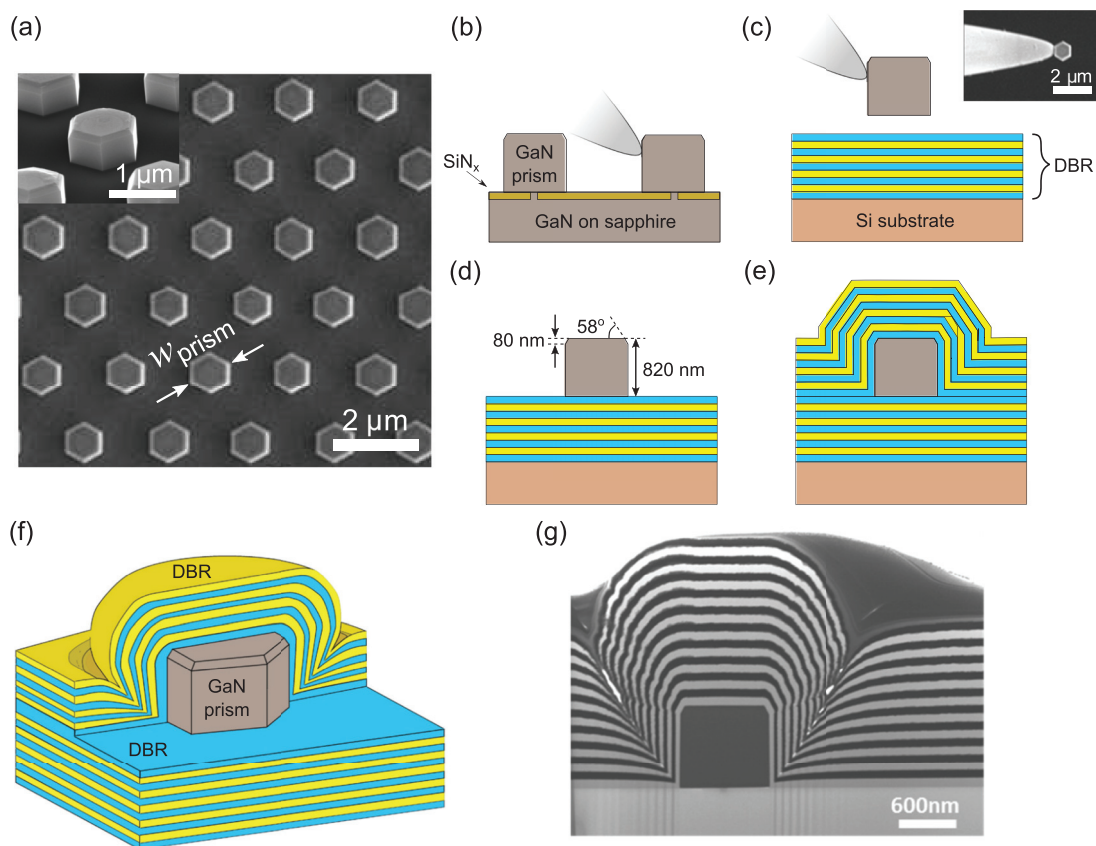 (a)
1 μm
w prism
2 μm
(b)
SiNx
GaN
prism
GaN on sapphire
(c)
2 μm
DBR
Si substrate
(d)
80 nm
58°
820 nm
(e)
(f)
DBR
GaN
prism
DBR
(g)
600nm